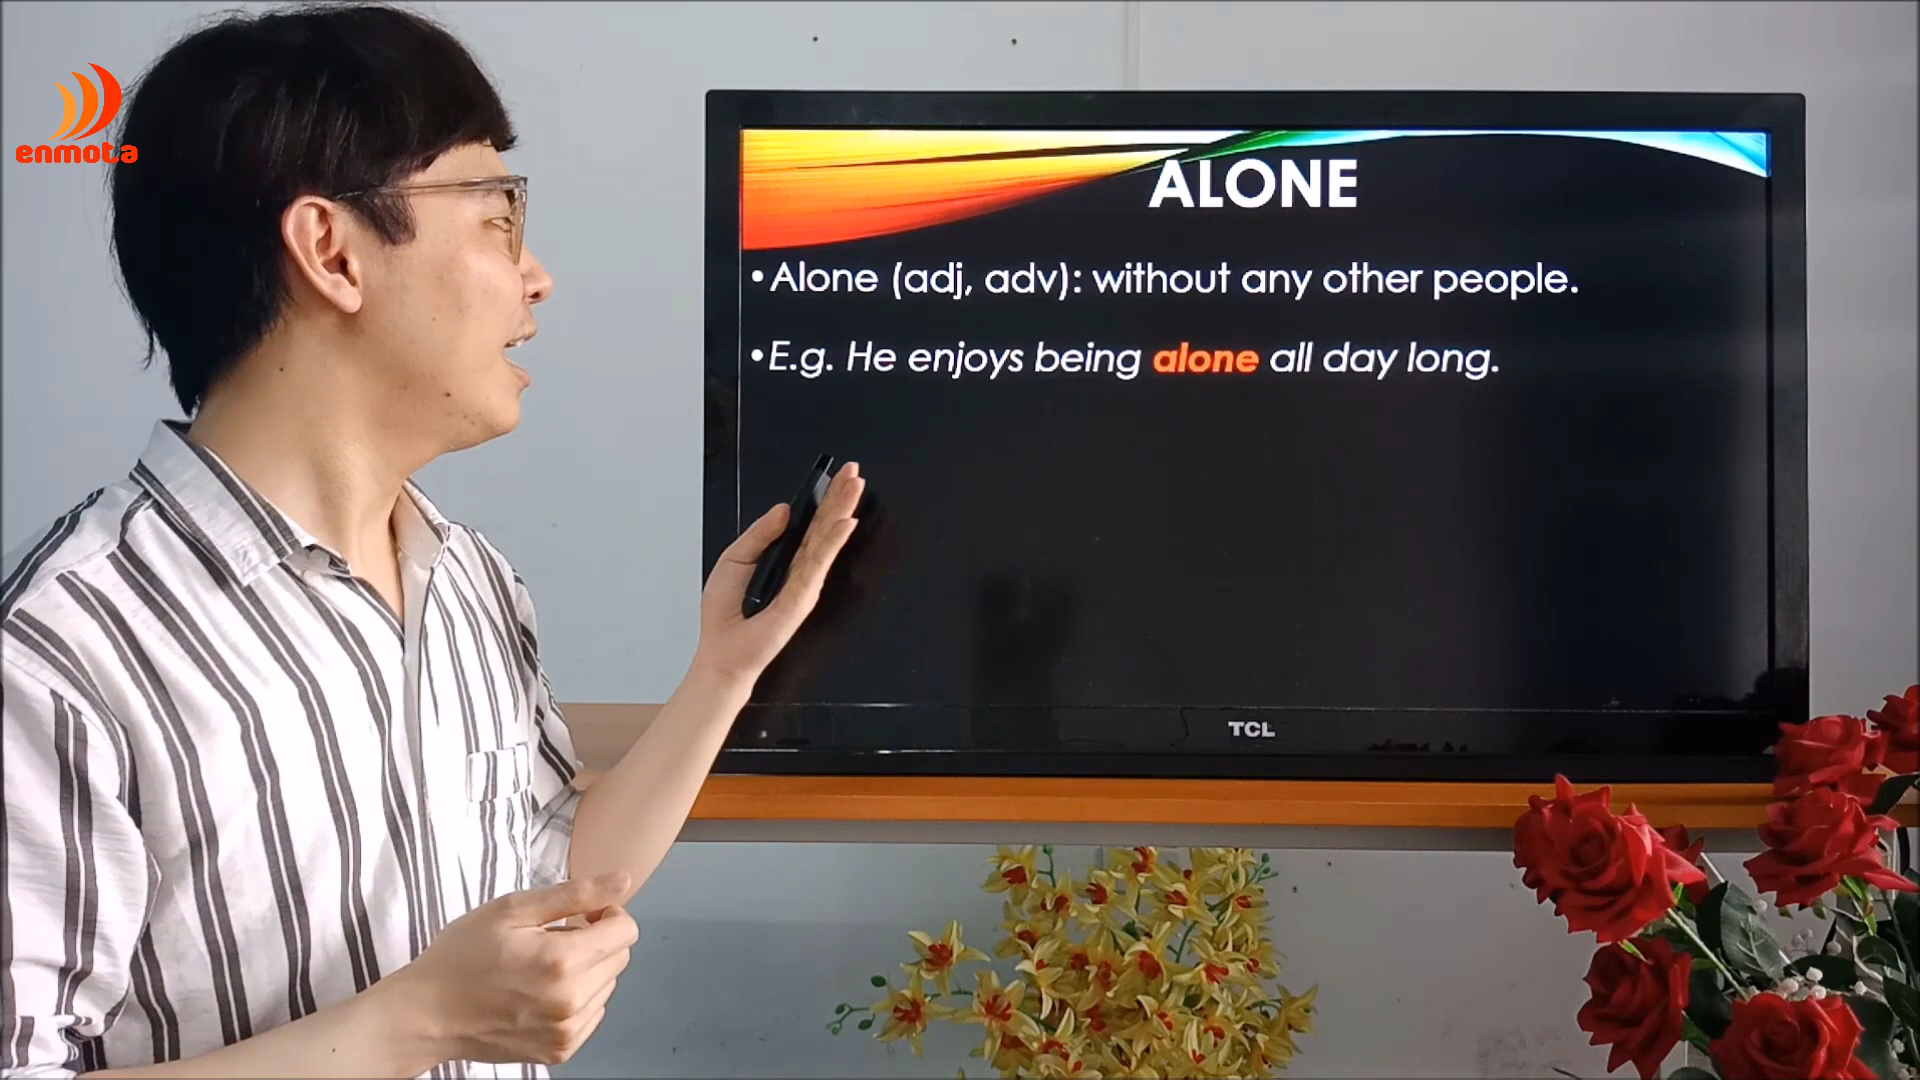 enmota
ALONE
• Alone (adj, adv): without any other people.
• E.g. He enjoys being alone all day long.
TCL